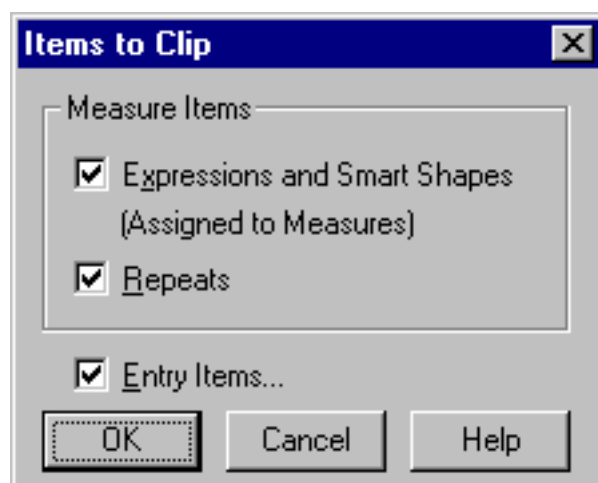 Items to Clip
Measure Items
Expressions and Smart Shapes
(Assigned to Measures)
Repeats
Entry Items...
OK Cancel Help